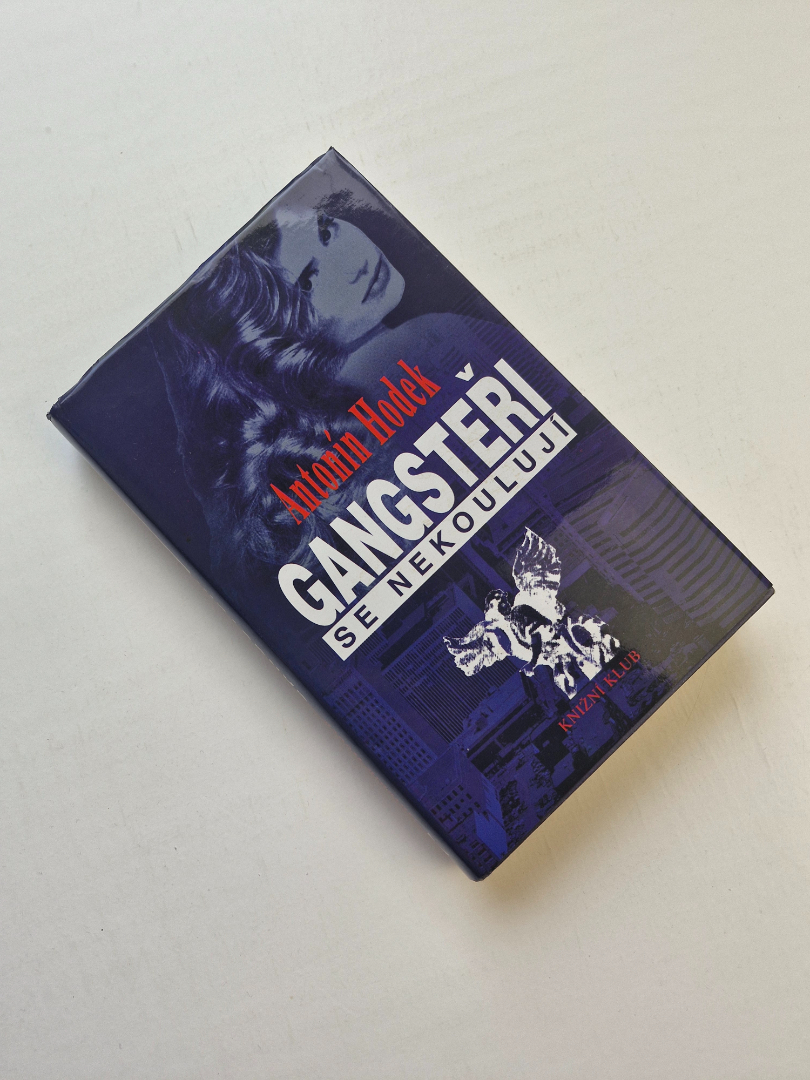 Antonín Hodek
GANGSTEŘI
SE NEKOULUJÍ
KNIŽNÍ KLUB